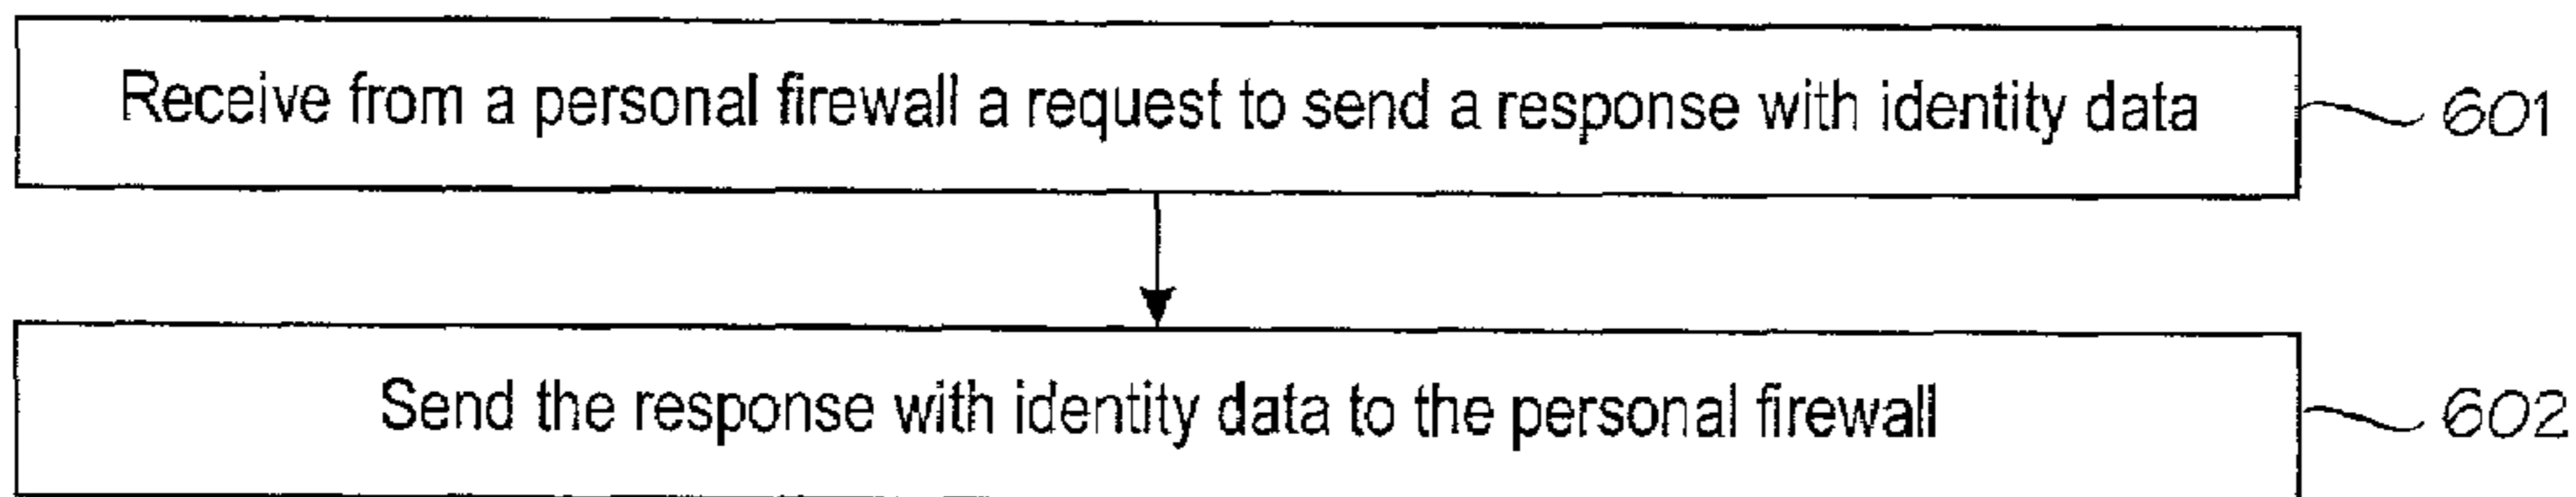 Receive from a personal firewall a request to send a response with identity data 601
Send the response with identity data to the personal firewall 602